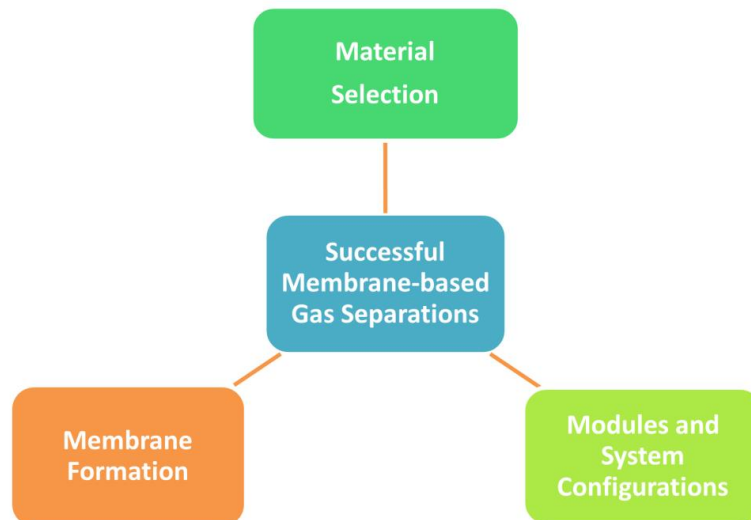 Material
Selection
Successful
Membrane-based
Gas Separations
Membrane
Formation
Modules and
System
Configurations